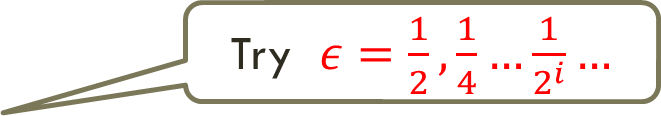 Try ϵ = 1/2, 1/4 … 1/2^i …